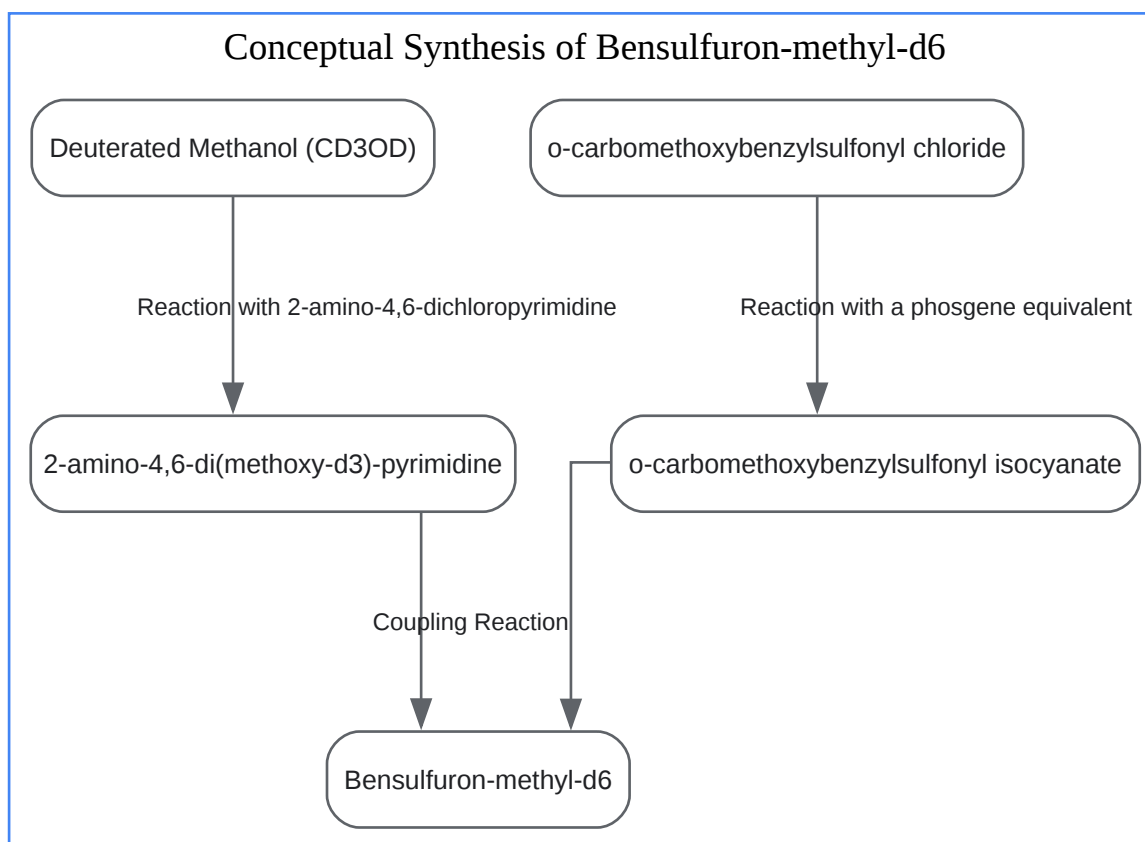 Conceptual Synthesis of Bensulfuron-methyl-d6
Deuterated Methanol (CD3OD)
o-carbomethoxybenzylsulfonyl chloride
Reaction with 2-amino-4,6-dichloropyrimidine
Reaction with a phosgene equivalent
2-amino-4,6-di(methoxy-d3)-pyrimidine
o-carbomethoxybenzylsulfonyl isocyanate
Coupling Reaction
Bensulfuron-methyl-d6